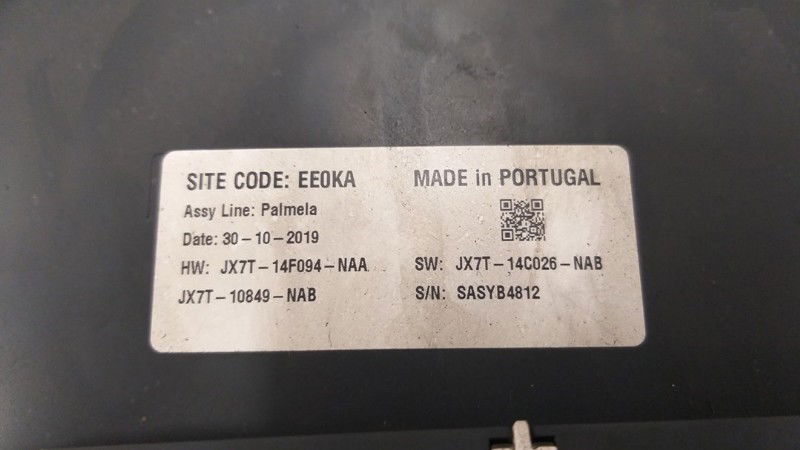 SITE CODE: EE0KA MADE in PORTUGAL
Assy Line: Palmela
Date: 30-10-2019
HW: JX7T-14F094-NAA SW: JX7T-14C026-NAB
JX7T-10849-NAB S/N: SASYB4812